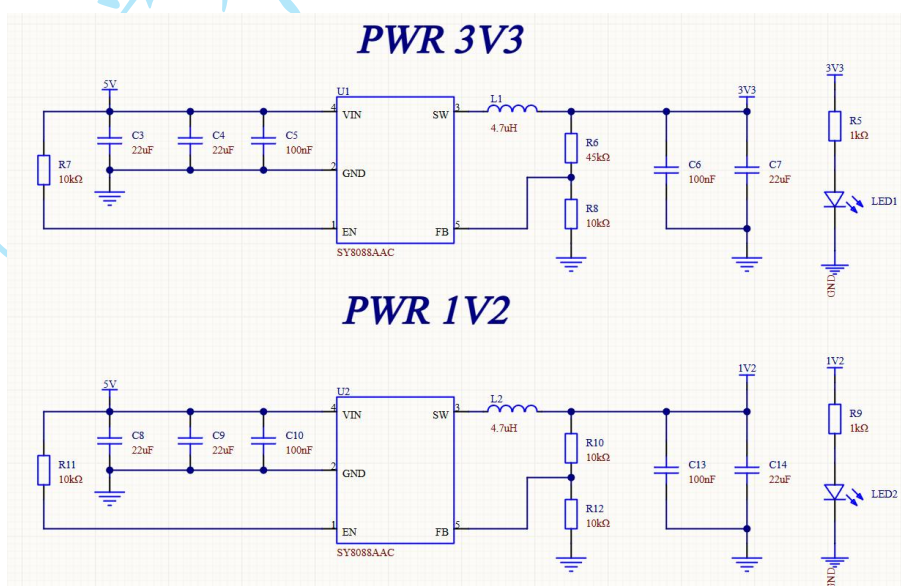 PWR 3V3
5V
U1
4
VIN
SW
3
L1
4.7uH
3V3
3V3
C3
22uF
C4
22uF
C5
100nF
R7
10kΩ
2
GND
R6
45kΩ
R8
10kΩ
C6
100nF
C7
22uF
R5
1kΩ
LED1
1
EN
FB
5
SY8088AAC
GND
PWR 1V2
5V
U2
4
VIN
SW
3
L2
4.7uH
1V2
1V2
C8
22uF
C9
22uF
C10
100nF
R11
10kΩ
2
GND
R10
10kΩ
R12
10kΩ
C13
100nF
C14
22uF
R9
1kΩ
LED2
1
EN
FB
5
SY8088AAC
GND